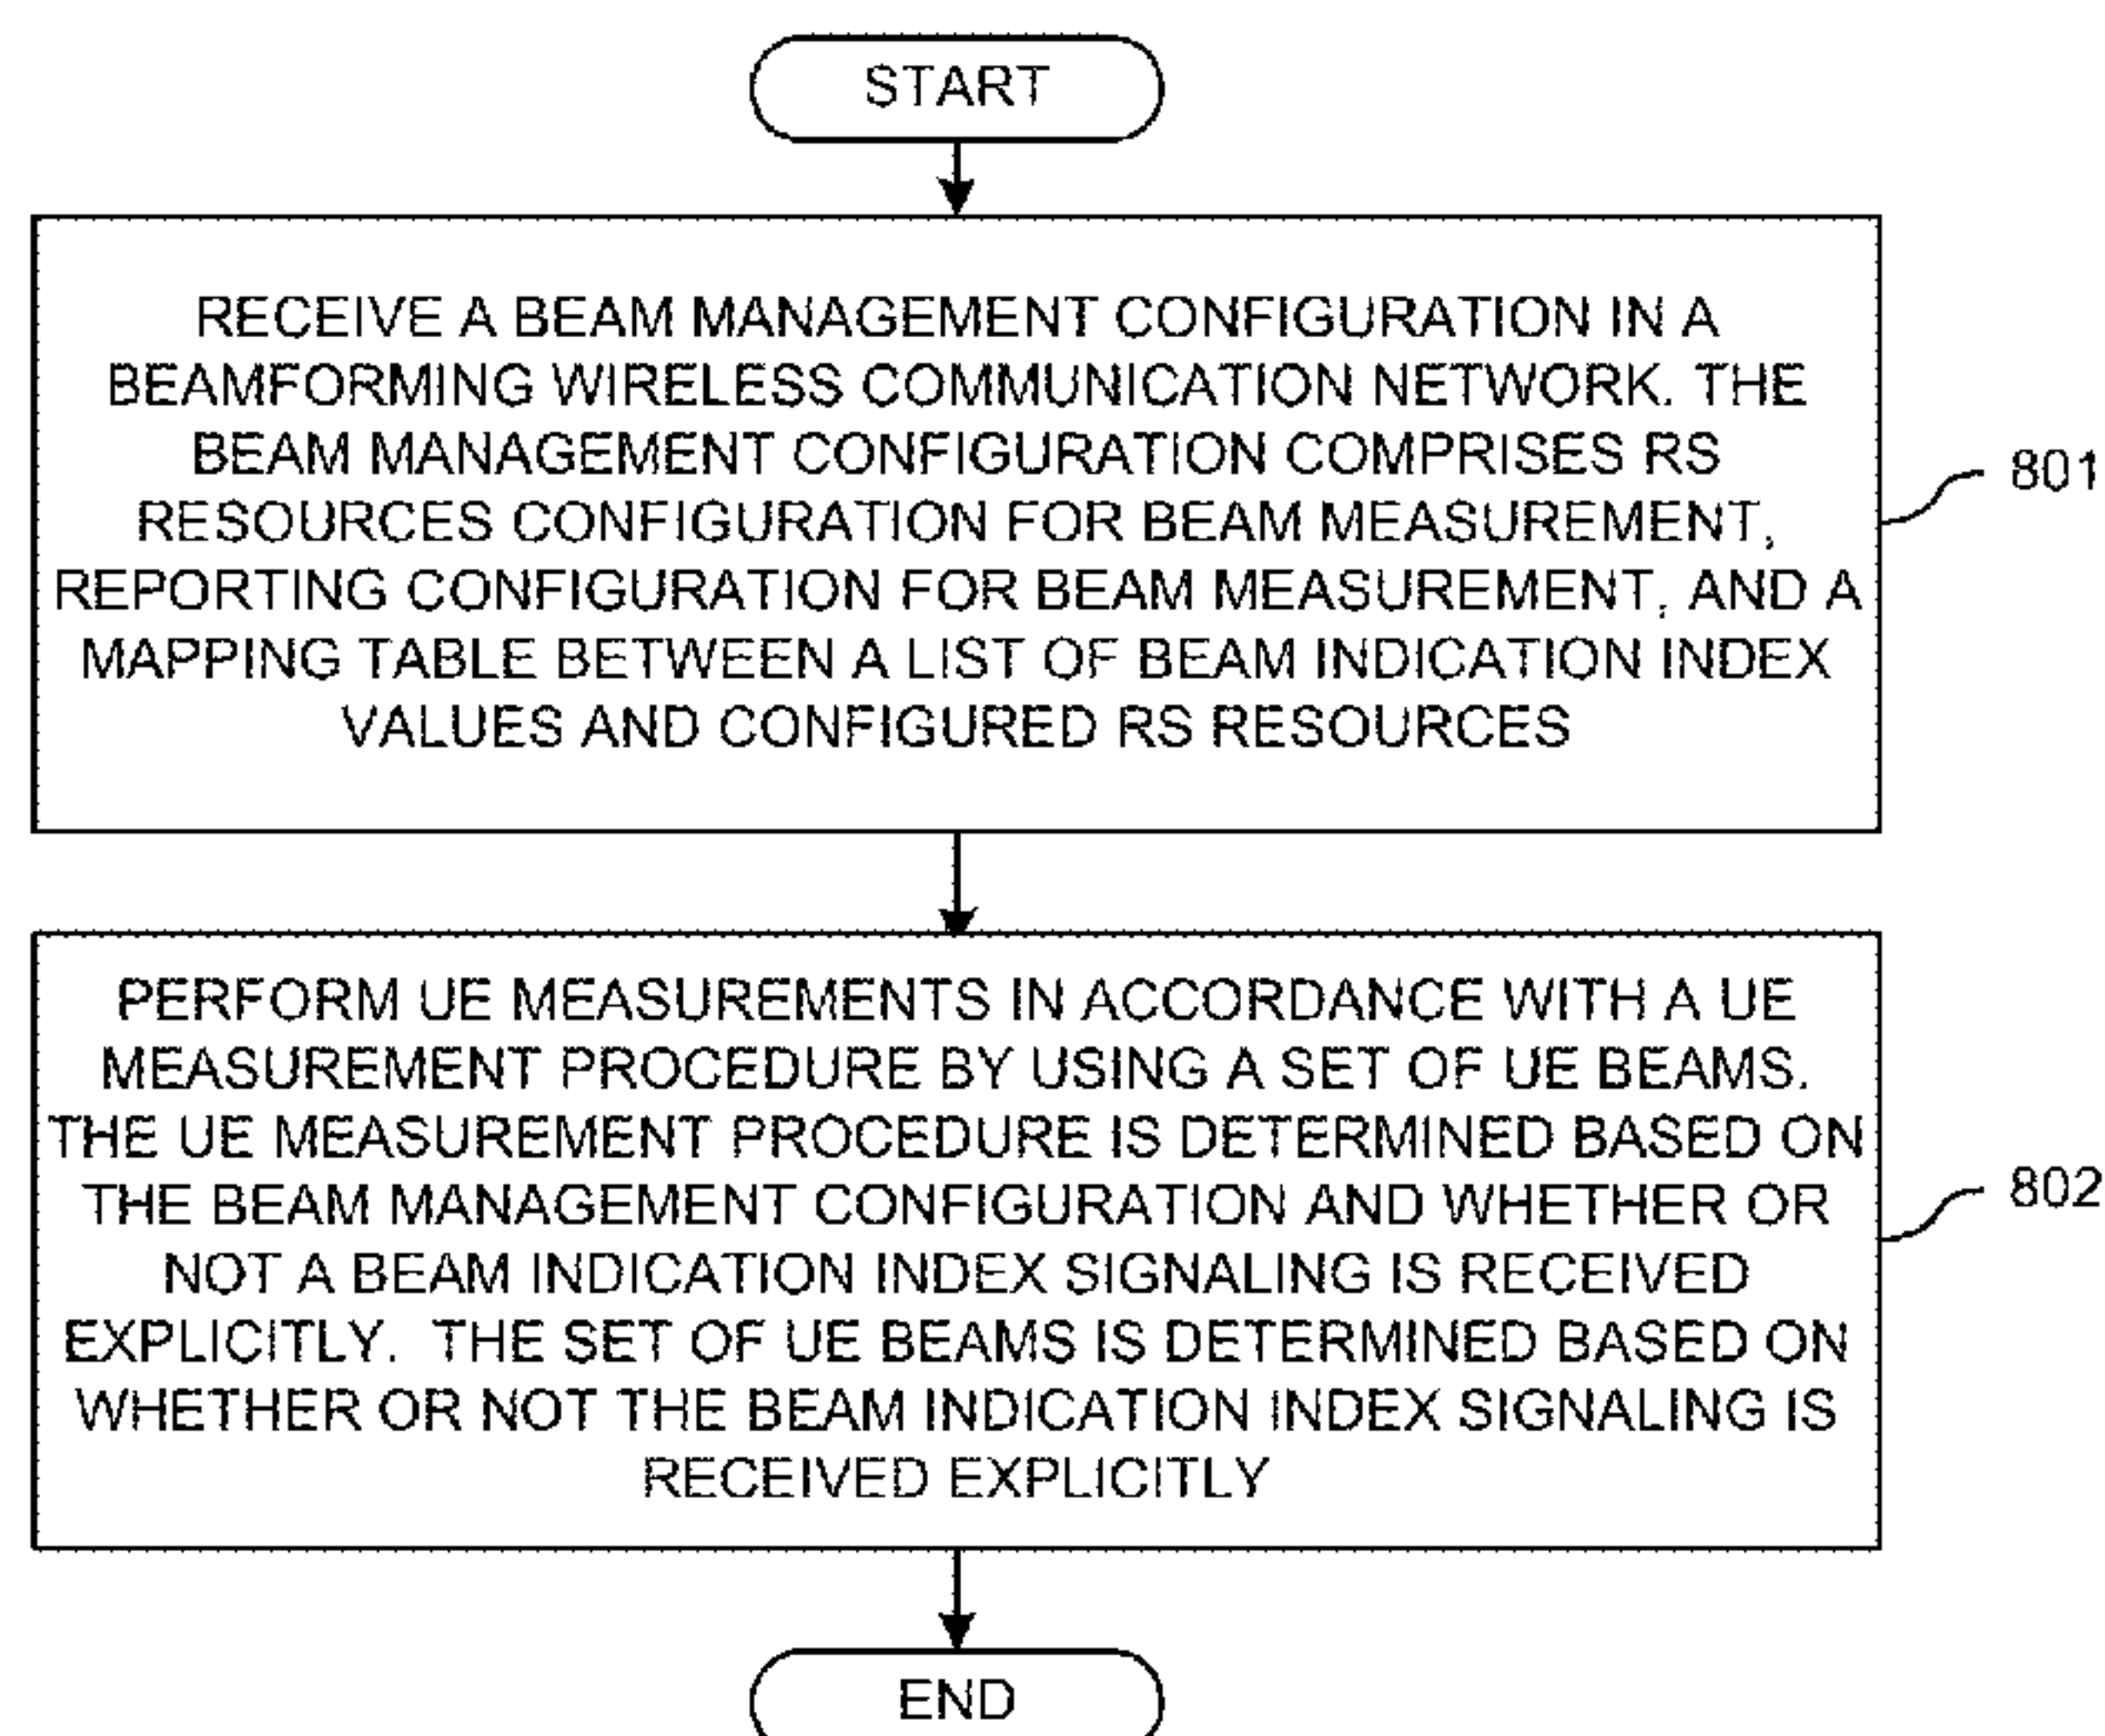 START
RECEIVE A BEAM MANAGEMENT CONFIGURATION IN A
BEAMFORMING WIRELESS COMMUNICATION NETWORK. THE
BEAM MANAGEMENT CONFIGURATION COMPRISES RS
RESOURCES CONFIGURATION FOR BEAM MEASUREMENT,
REPORTING CONFIGURATION FOR BEAM MEASUREMENT, AND A
MAPPING TABLE BETWEEN A LIST OF BEAM INDICATION INDEX
VALUES AND CONFIGURED RS RESOURCES
801
PERFORM UE MEASUREMENTS IN ACCORDANCE WITH A UE
MEASUREMENT PROCEDURE BY USING A SET OF UE BEAMS.
THE UE MEASUREMENT PROCEDURE IS DETERMINED BASED ON
THE BEAM MANAGEMENT CONFIGURATION AND WHETHER OR
NOT A BEAM INDICATION INDEX SIGNALING IS RECEIVED
EXPLICITLY. THE SET OF UE BEAMS IS DETERMINED BASED ON
WHETHER OR NOT THE BEAM INDICATION INDEX SIGNALING IS
RECEIVED EXPLICITLY
802
END